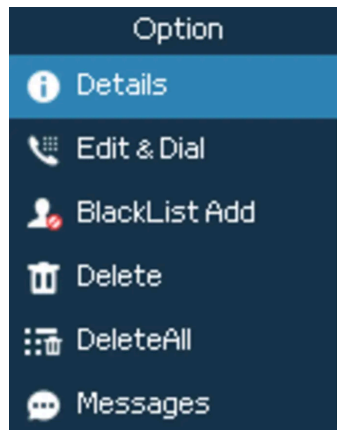 Option
Details
Edit & Dial
BlackList Add
Delete
DeleteAll
Messages